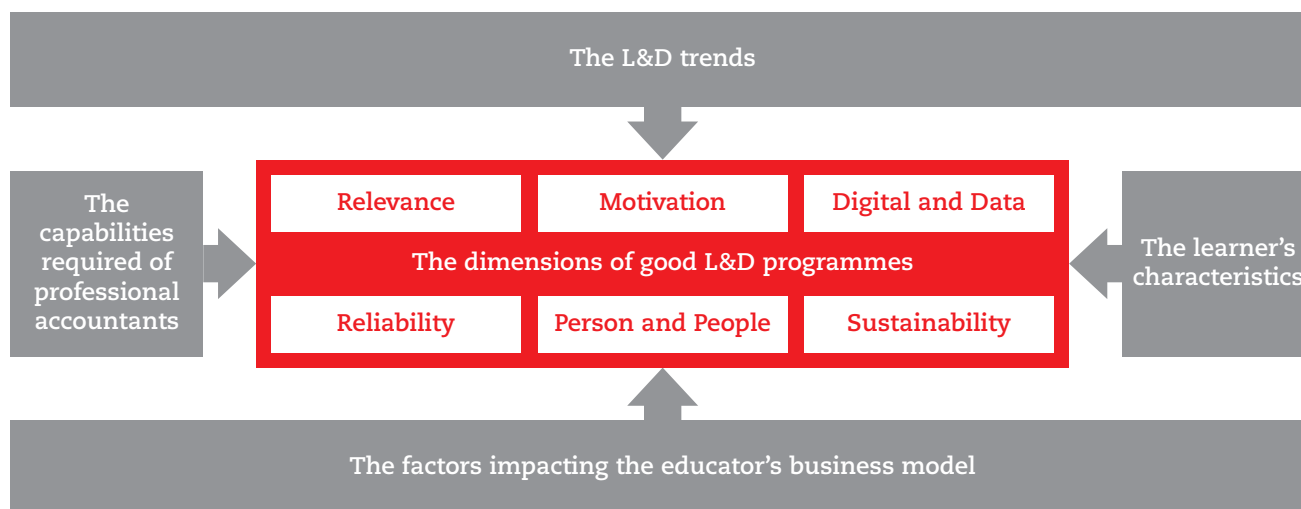 The L&D trends
The
capabilities
required of
professional
accountants
Relevance
Motivation
Digital and Data
The dimensions of good L&D programmes
Reliability
Person and People
Sustainability
The learner’s
characteristics
The factors impacting the educator’s business model